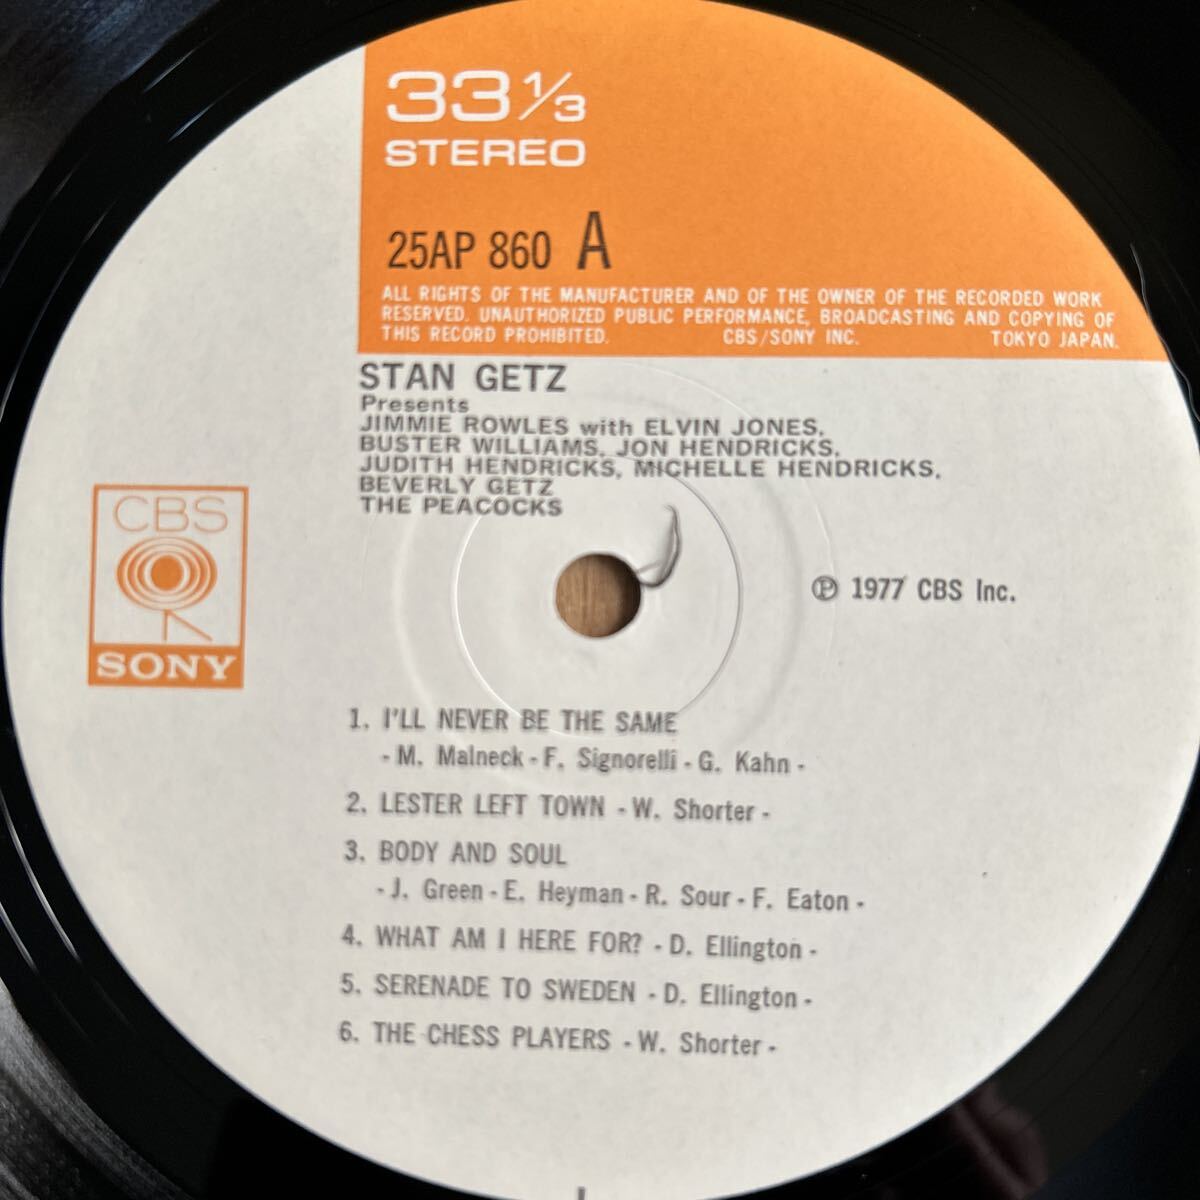 33 1/3
STEREO
25AP 860 A
ALL RIGHTS OF THE MANUFACTURER AND OF THE OWNER OF THE RECORDED WORK
RESERVED. UNAUTHORIZED PUBLIC PERFORMANCE, BROADCASTING AND COPYING OF
THIS RECORD PROHIBITED. CBS/SONY INC. TOKYO JAPAN.
STAN GETZ
Presents
JIMMIE ROWLES with ELVIN JONES,
BUSTER WILLIAMS, JON HENDRICKS,
JUDITH HENDRICKS, MICHELLE HENDRICKS,
BEVERLY GETZ
THE PEACOCKS
CBS
SONY
Ⓟ 1977 CBS Inc.
1. I'LL NEVER BE THE SAME
- M. Malneck - F. Signorelli - G. Kahn -
2. LESTER LEFT TOWN - W. Shorter -
3. BODY AND SOUL
- J. Green - E. Heyman - R. Sour - F. Eaton -
4. WHAT AM I HERE FOR? - D. Ellington -
5. SERENADE TO SWEDEN - D. Ellington -
6. THE CHESS PLAYERS - W. Shorter -